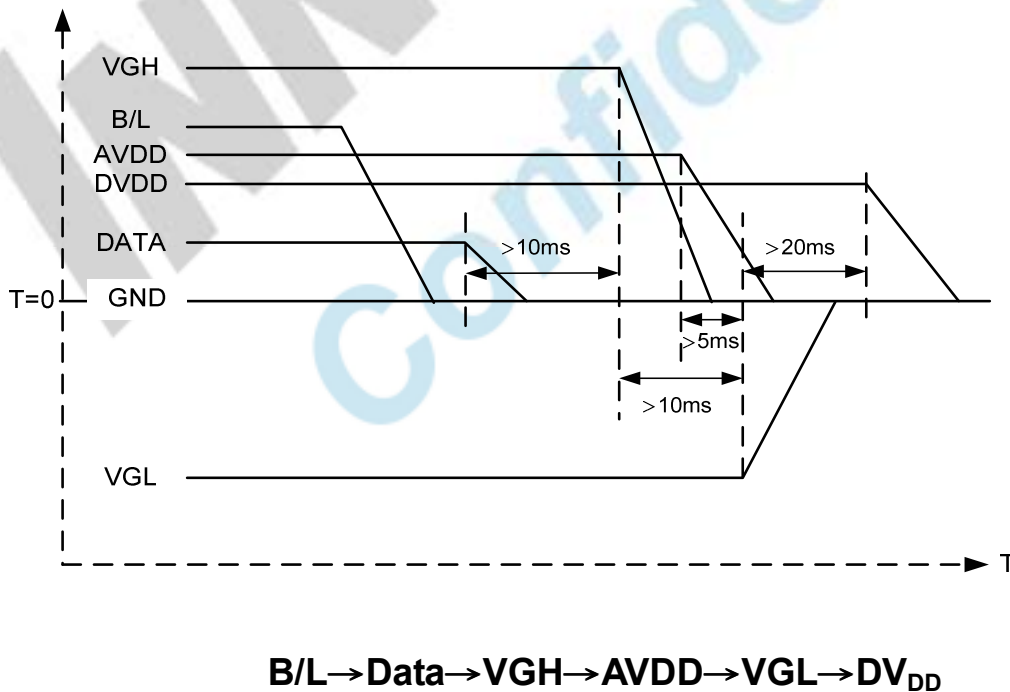 VGH
B/L
AVDD
DVDD
DATA
>10ms
>20ms
T=0
GND
>5ms
>10ms
VGL
T
B/L→Data→VGH→AVDD→VGL→DVDD